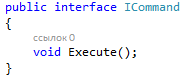 public interface ICommand
{
ссылок 0
void Execute();
}